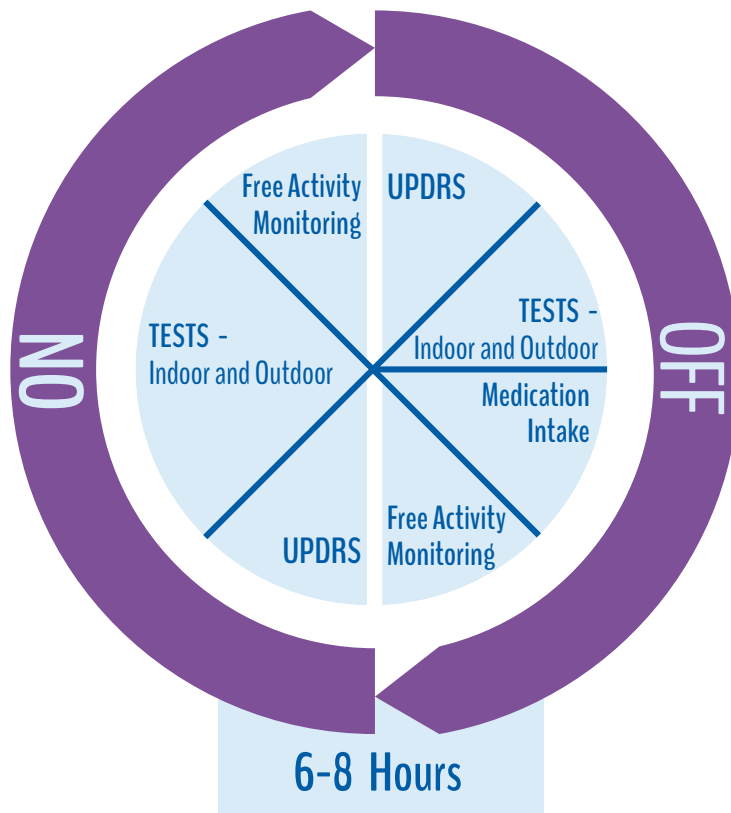 Free Activity
Monitoring
UPDRS
TESTS -
Indoor and Outdoor
OFF
Medication
Intake
Free Activity
Monitoring
UPDRS
TESTS -
Indoor and Outdoor
ON
6-8 Hours